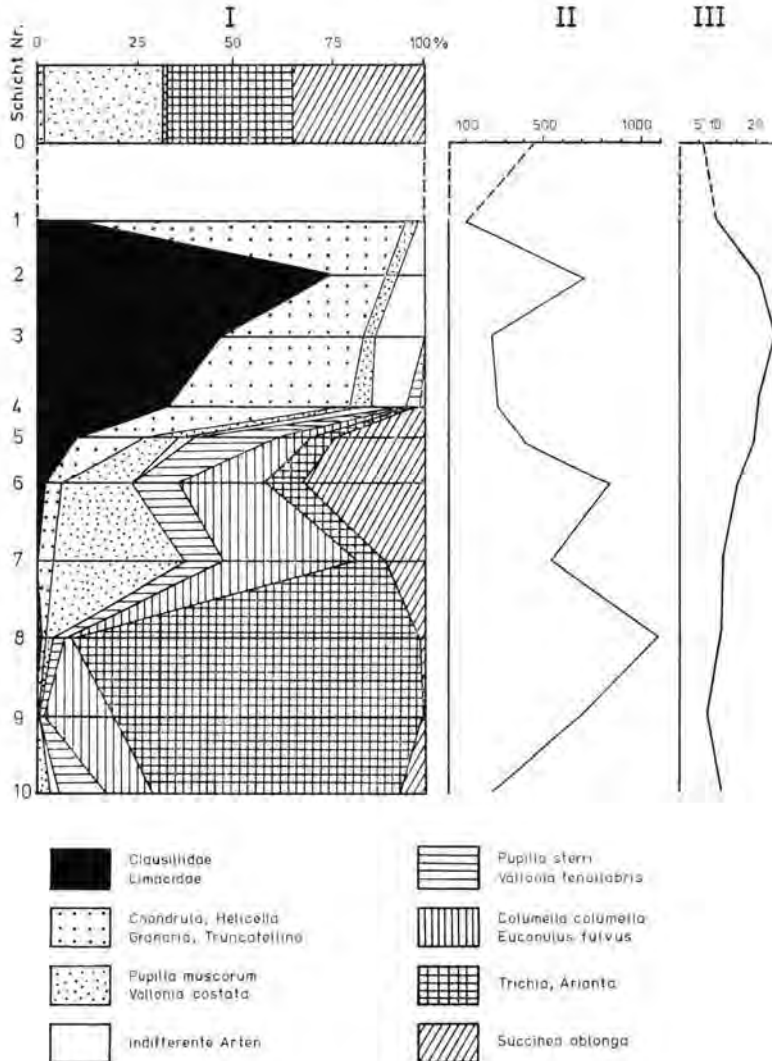 I II III
Schicht Nr.
0 25 50 75 100%
100 500 1000
5 10 20
0
1
2
3
4
5
6
7
8
9
10
Clausiliidae
Limacidae
Chondrula, Helicella
Granaria, Truncatellina
Pupilla muscorum
Vallonia costata
indifferente Arten
Pupilla sterri
Vallonia tenuilabris
Columella columella
Euconulus fulvus
Trichia, Arianta
Succinea oblonga